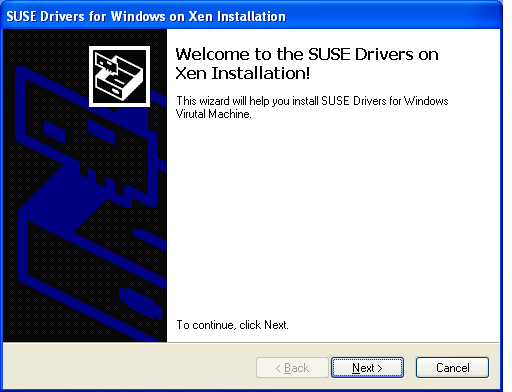 SUSE Drivers for Windows on Xen Installation
Welcome to the SUSE Drivers on
Xen Installation!
This wizard will help you install SUSE Drivers for Windows
Virutal Machine.
To continue, click Next.
< Back
Next >
Cancel